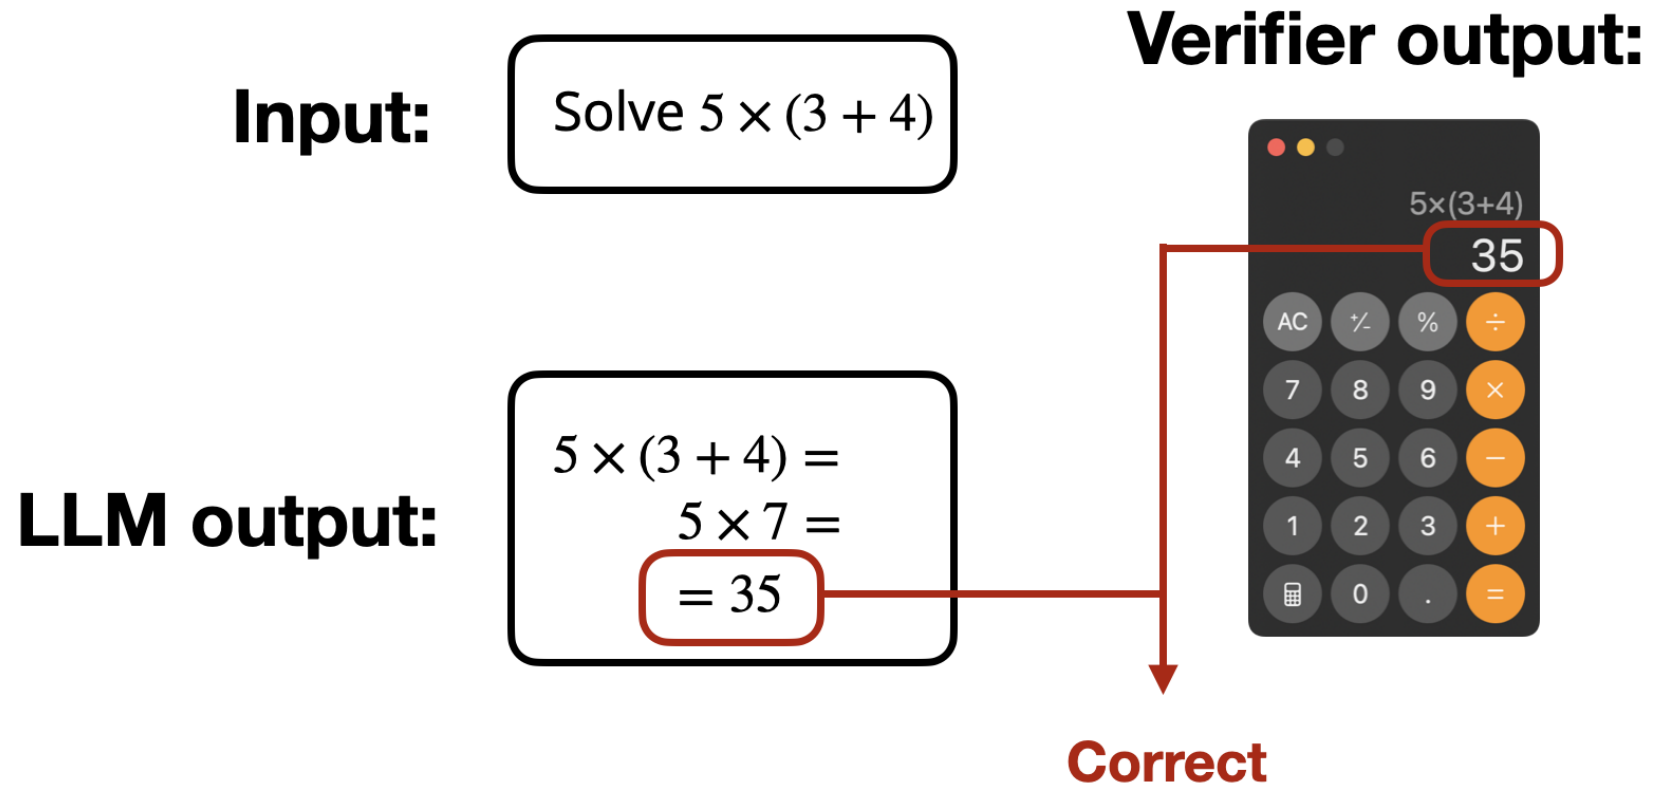 Verifier output:
Input:
Solve 5 × (3 + 4)
5×(3+4)
35
AC ⁺∕₋ % ÷
7 8 9 ×
4 5 6 −
1 2 3 +
0 . =
LLM output:
5 × (3 + 4) =
5 × 7 =
= 35
Correct